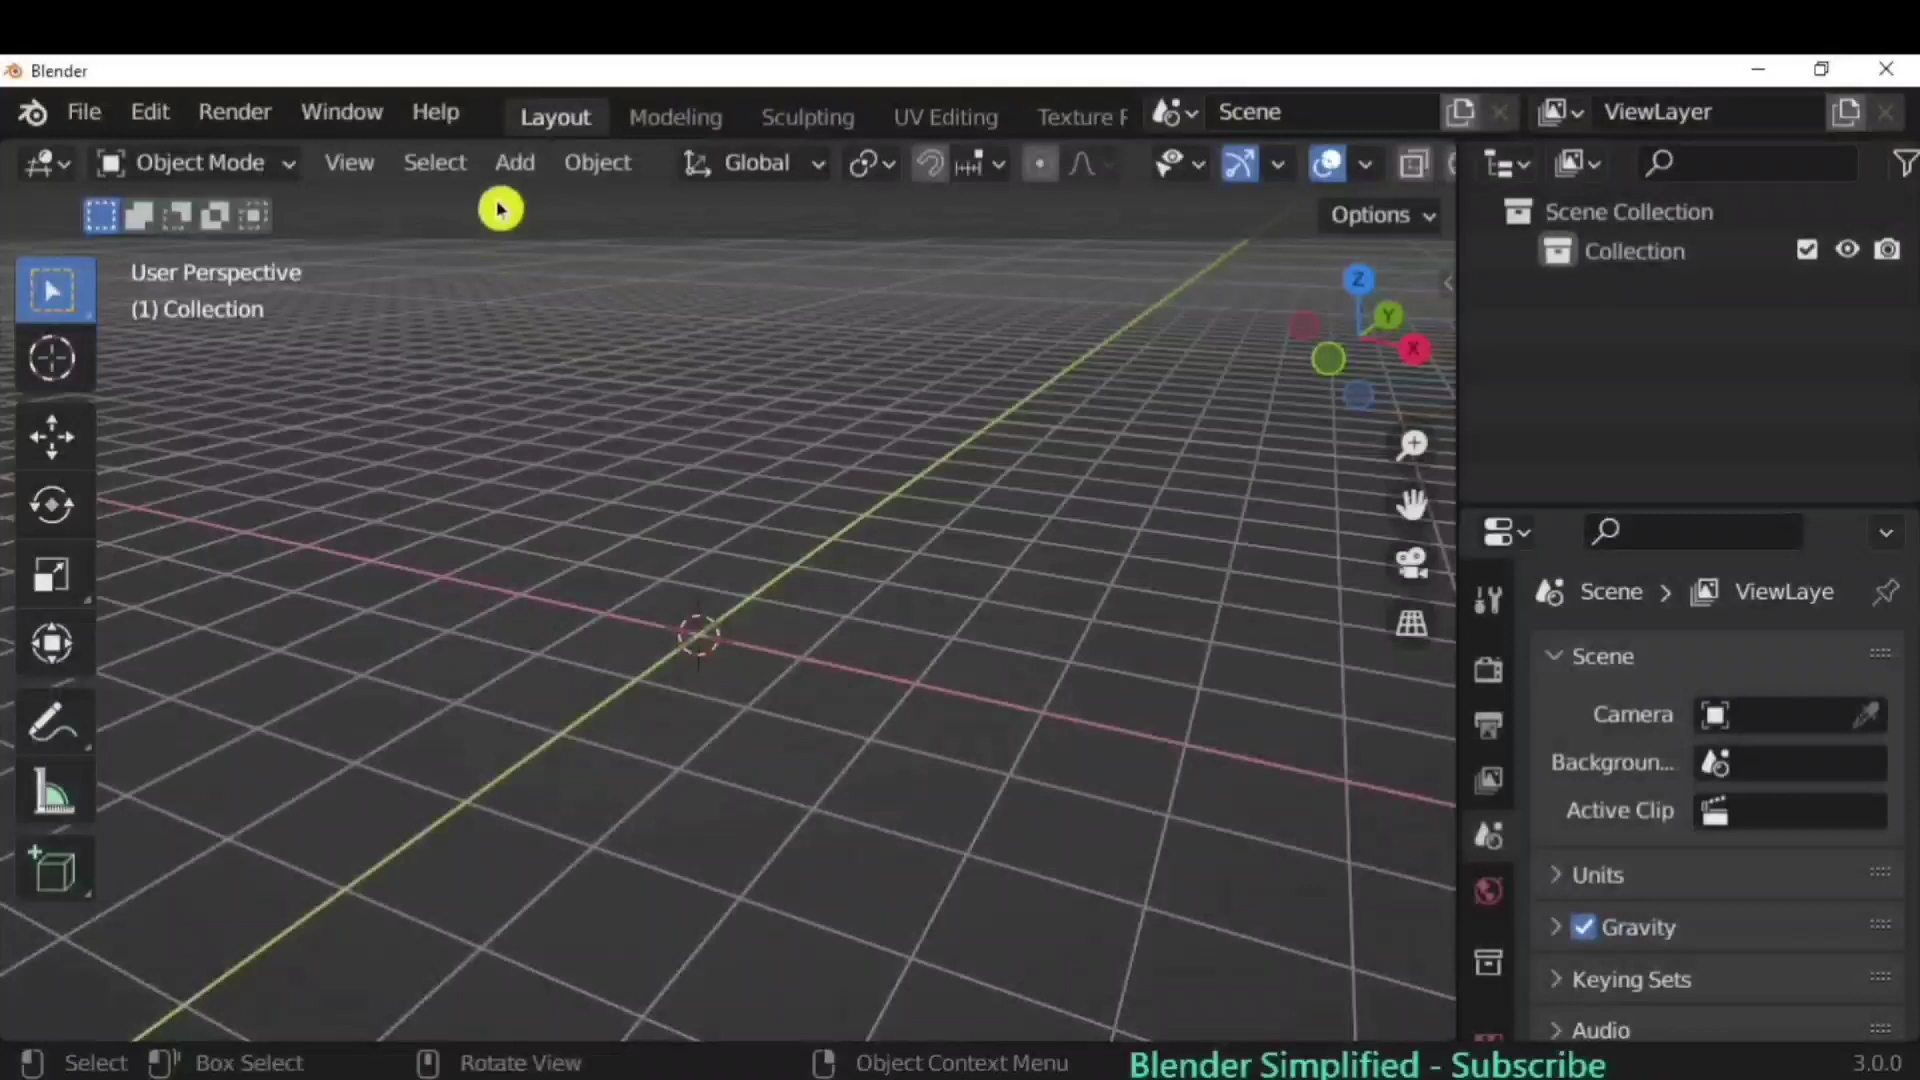 Blender
File Edit Render Window Help Layout Modeling Sculpting UV Editing Texture F Scene ViewLayer
Object Mode View Select Add Object Global
Options
User Perspective
(1) Collection
Z
Y
X
Scene Collection
Collection
Scene > ViewLaye
Scene
Camera
Backgroun...
Active Clip
Units
Gravity
Keying Sets
Audio
Select Box Select Rotate View Object Context Menu Blender Simplified - Subscribe 3.0.0